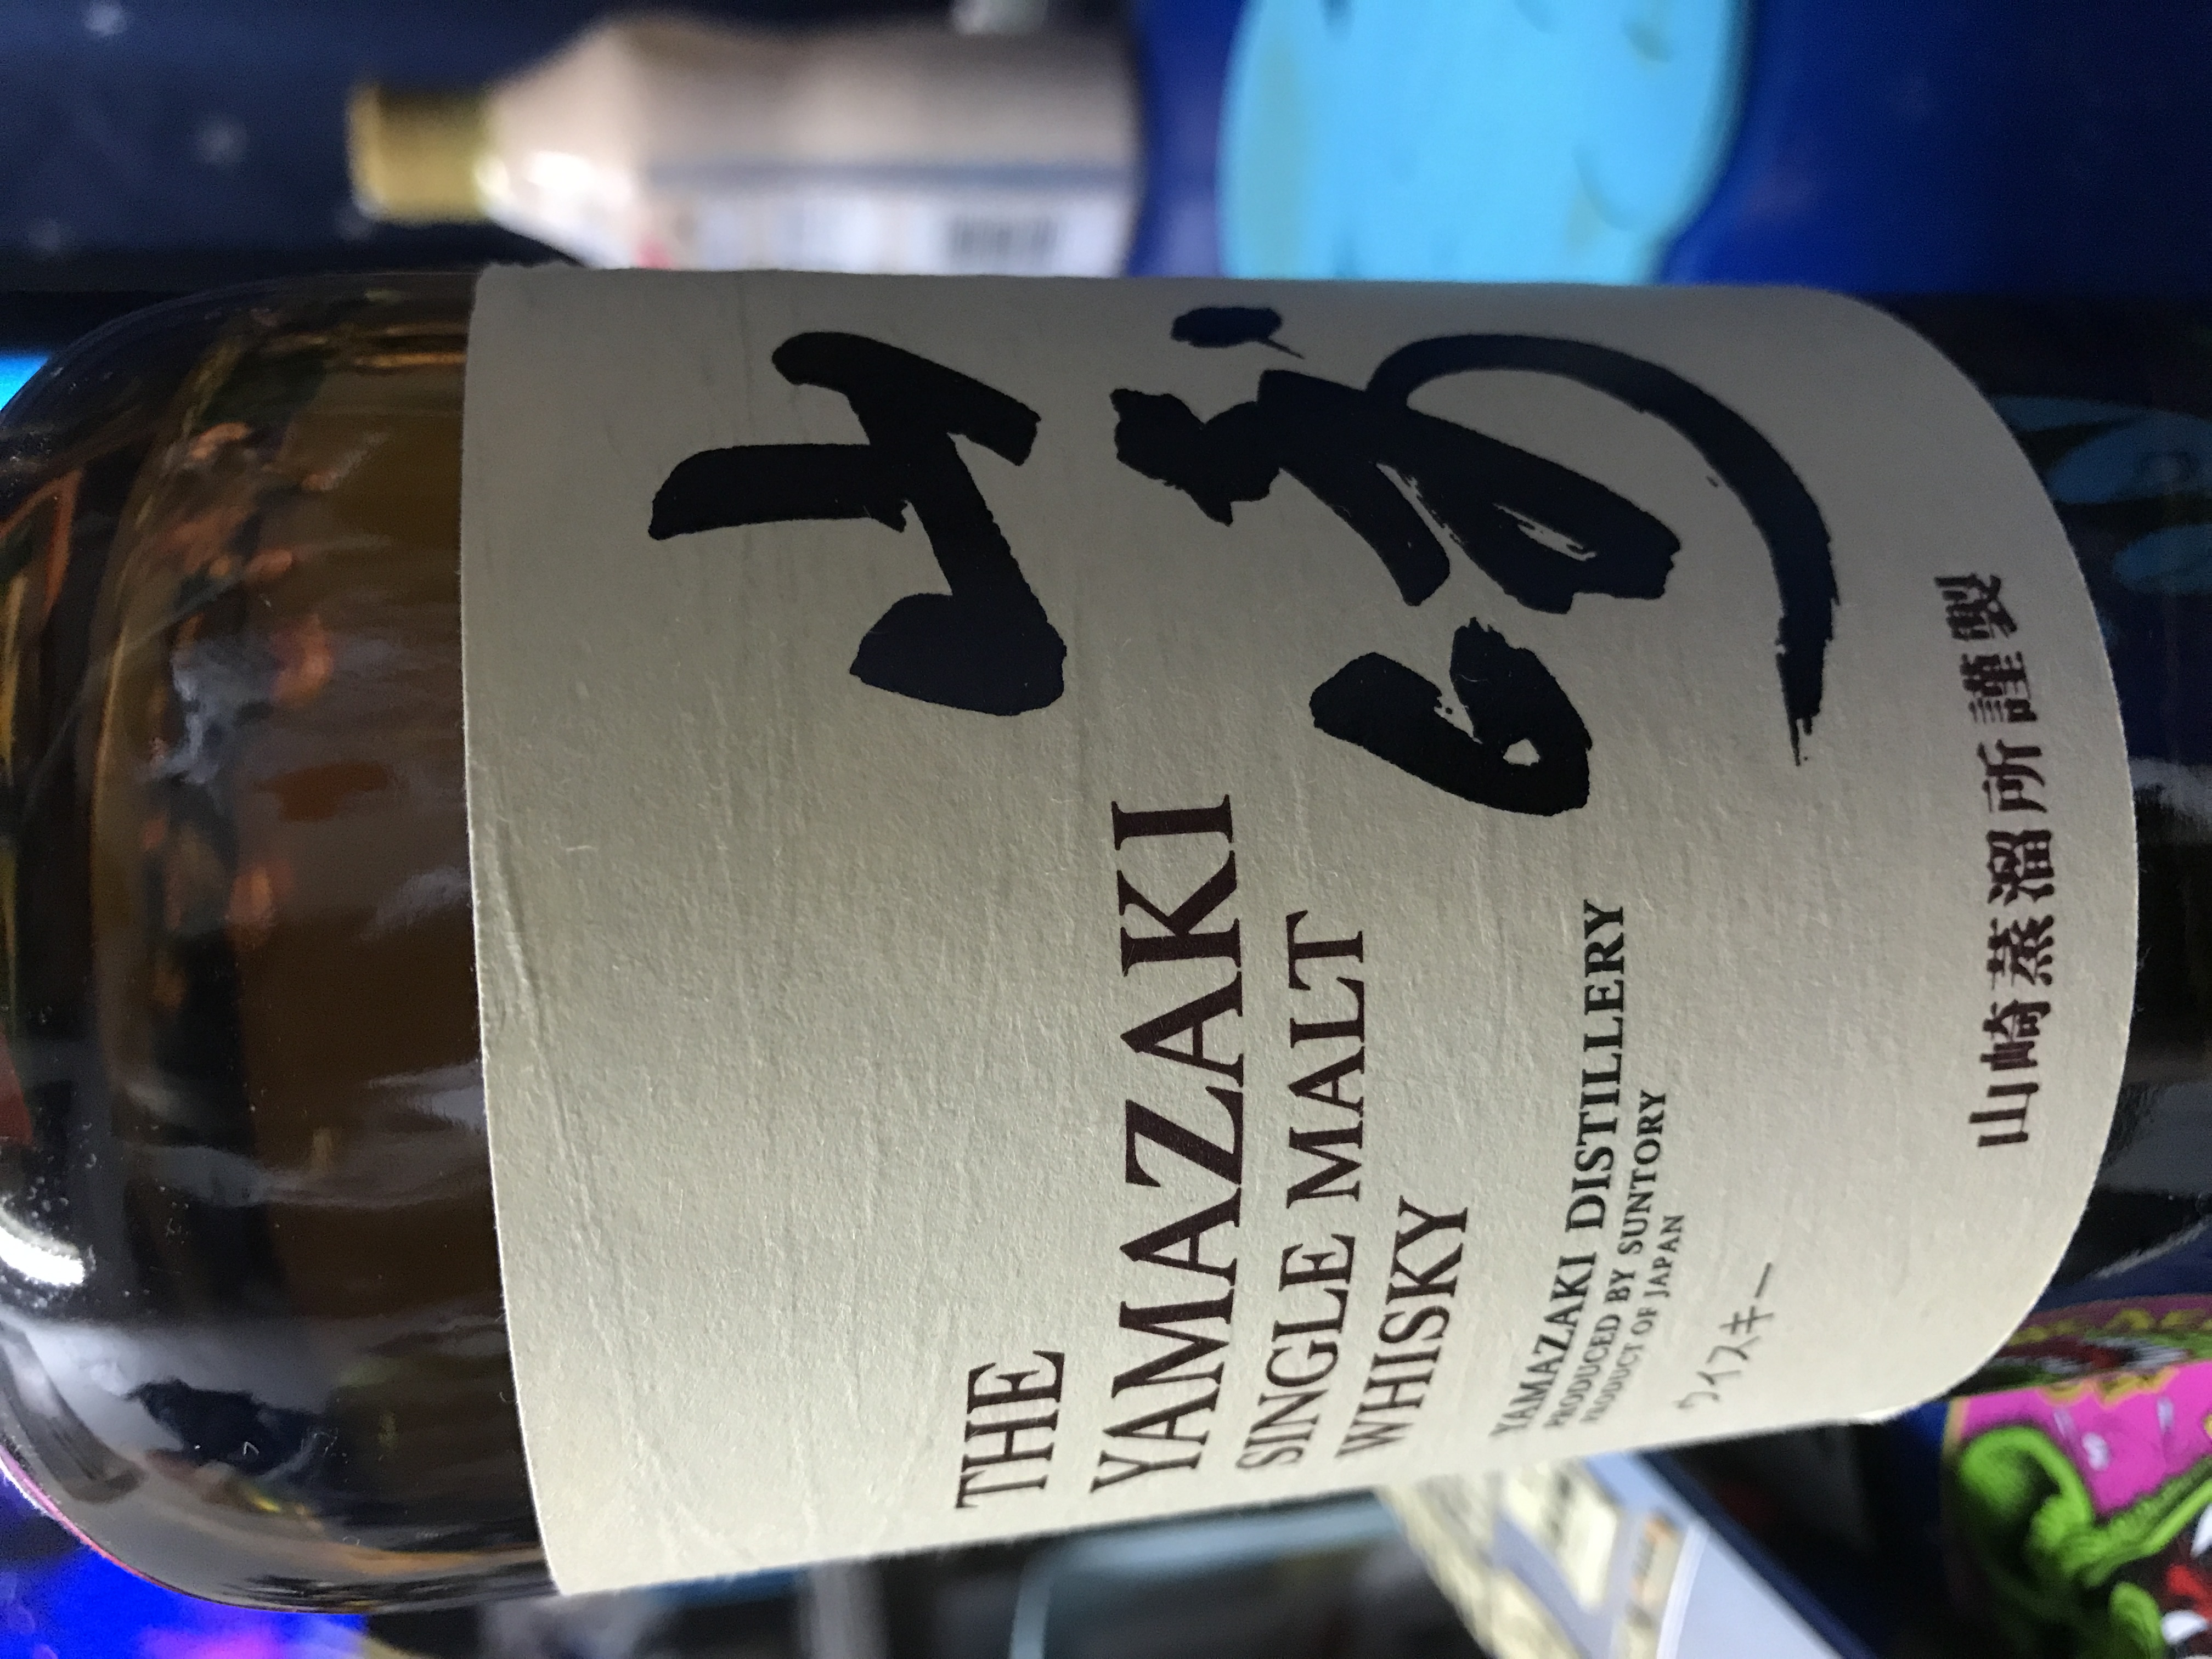 山崎
THE
YAMAZAKI
SINGLE MALT
WHISKY
YAMAZAKI DISTILLERY
PRODUCED BY SUNTORY
PRODUCT OF JAPAN
ウイスキー
山崎蒸溜所謹製